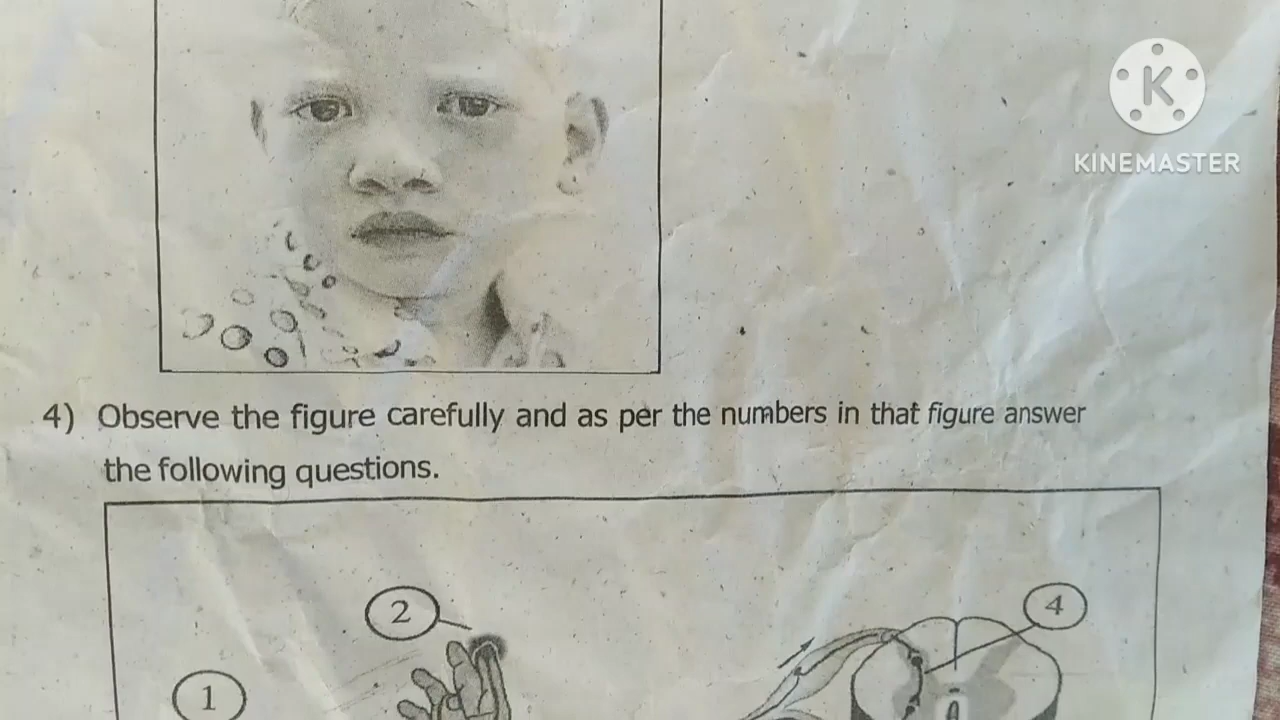 K
KINEMASTER
4) Observe the figure carefully and as per the numbers in that figure answer
the following questions.
2
4
1